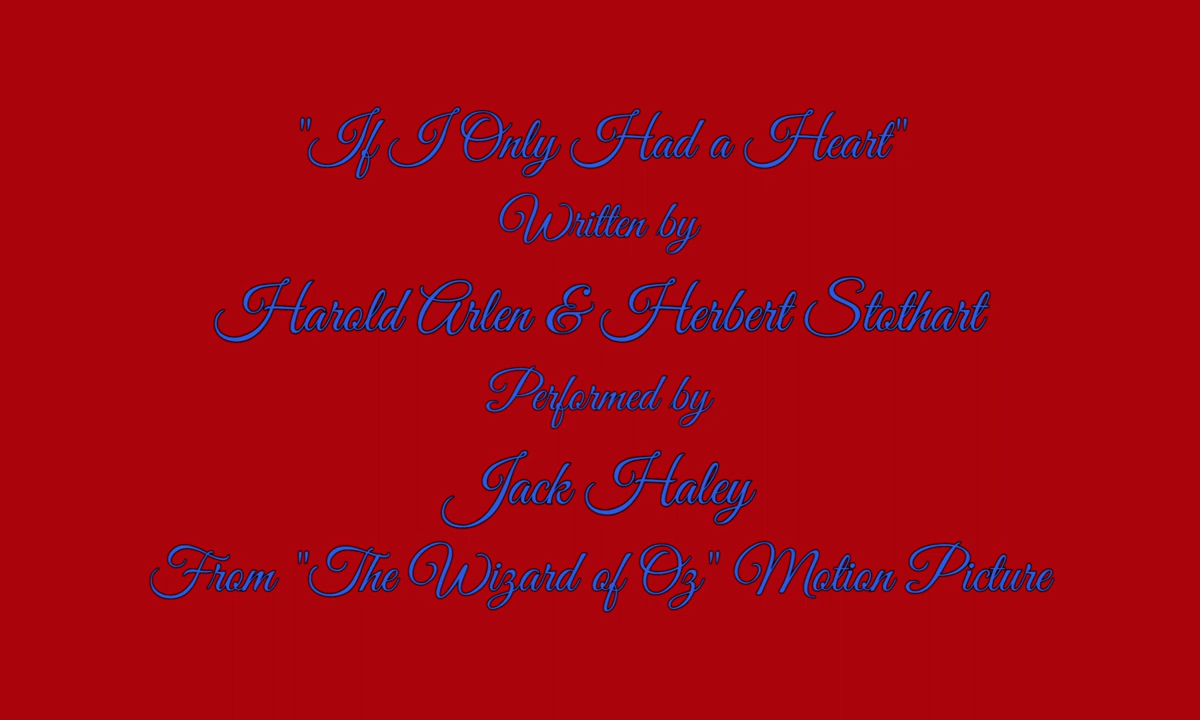 "If I Only Had a Heart"
Written by
Harold Arlen & Herbert Stothart
Performed by
Jack Haley
From "The Wizard of Oz" Motion Picture